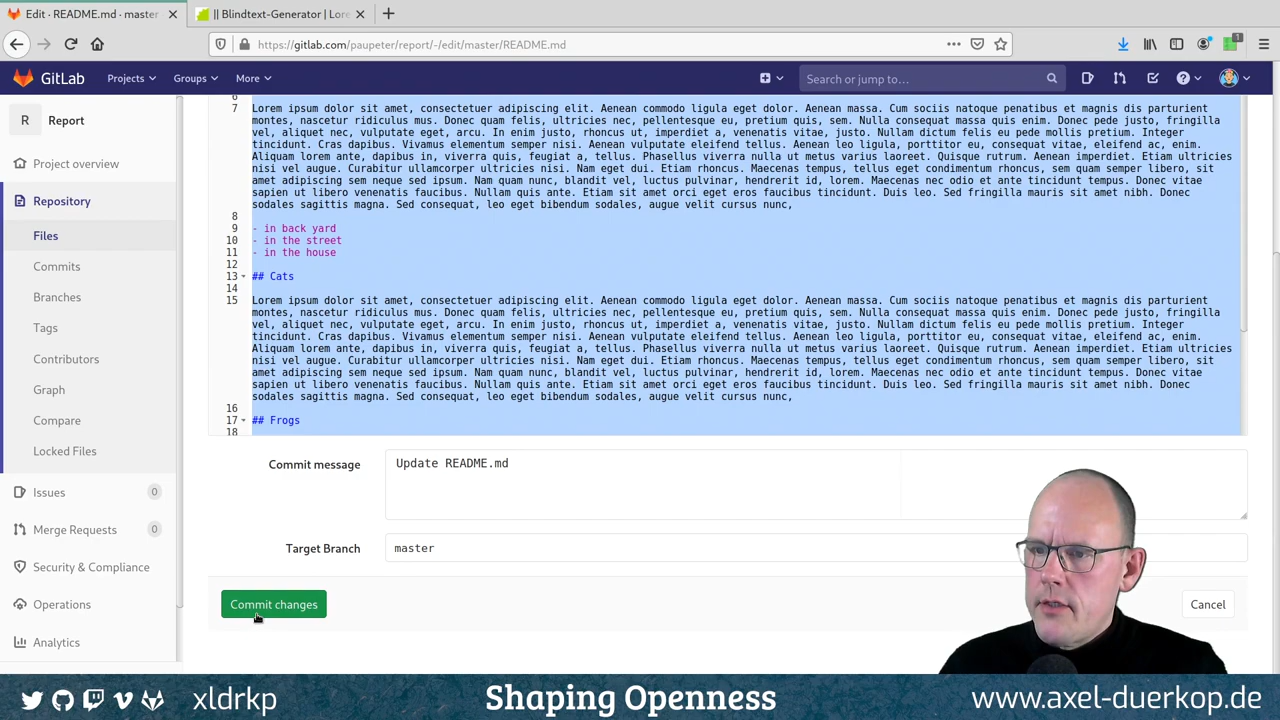 Edit · README.md · master
|| Blindtext-Generator | Lore
https://gitlab.com/paupeter/report/-/edit/master/README.md
1
GitLab
Projects
Groups
More
Search or jump to...
R
Report
Project overview
Repository
Files
Commits
Branches
Tags
Contributors
Graph
Compare
Locked Files
Issues
0
Merge Requests
0
Security & Compliance
Operations
Analytics
6
7 Lorem ipsum dolor sit amet, consectetuer adipiscing elit. Aenean commodo ligula eget dolor. Aenean massa. Cum sociis natoque penatibus et magnis dis parturient
montes, nascetur ridiculus mus. Donec quam felis, ultricies nec, pellentesque eu, pretium quis, sem. Nulla consequat massa quis enim. Donec pede justo, fringilla
vel, aliquet nec, vulputate eget, arcu. In enim justo, rhoncus ut, imperdiet a, venenatis vitae, justo. Nullam dictum felis eu pede mollis pretium. Integer
tincidunt. Cras dapibus. Vivamus elementum semper nisi. Aenean vulputate eleifend tellus. Aenean leo ligula, porttitor eu, consequat vitae, eleifend ac, enim.
Aliquam lorem ante, dapibus in, viverra quis, feugiat a, tellus. Phasellus viverra nulla ut metus varius laoreet. Quisque rutrum. Aenean imperdiet. Etiam ultricies
nisi vel augue. Curabitur ullamcorper ultricies nisi. Nam eget dui. Etiam rhoncus. Maecenas tempus, tellus eget condimentum rhoncus, sem quam semper libero, sit
amet adipiscing sem neque sed ipsum. Nam quam nunc, blandit vel, luctus pulvinar, hendrerit id, lorem. Maecenas nec odio et ante tincidunt tempus. Donec vitae
sapien ut libero venenatis faucibus. Nullam quis ante. Etiam sit amet orci eget eros faucibus tincidunt. Duis leo. Sed fringilla mauris sit amet nibh. Donec
sodales sagittis magna. Sed consequat, leo eget bibendum sodales, augue velit cursus nunc,
8
9 - in back yard
10 - in the street
11 - in the house
12
13 ## Cats
14
15 Lorem ipsum dolor sit amet, consectetuer adipiscing elit. Aenean commodo ligula eget dolor. Aenean massa. Cum sociis natoque penatibus et magnis dis parturient
montes, nascetur ridiculus mus. Donec quam felis, ultricies nec, pellentesque eu, pretium quis, sem. Nulla consequat massa quis enim. Donec pede justo, fringilla
vel, aliquet nec, vulputate eget, arcu. In enim justo, rhoncus ut, imperdiet a, venenatis vitae, justo. Nullam dictum felis eu pede mollis pretium. Integer
tincidunt. Cras dapibus. Vivamus elementum semper nisi. Aenean vulputate eleifend tellus. Aenean leo ligula, porttitor eu, consequat vitae, eleifend ac, enim.
Aliquam lorem ante, dapibus in, viverra quis, feugiat a, tellus. Phasellus viverra nulla ut metus varius laoreet. Quisque rutrum. Aenean imperdiet. Etiam ultricies
nisi vel augue. Curabitur ullamcorper ultricies nisi. Nam eget dui. Etiam rhoncus. Maecenas tempus, tellus eget condimentum rhoncus, sem quam semper libero, sit
amet adipiscing sem neque sed ipsum. Nam quam nunc, blandit vel, luctus pulvinar, hendrerit id, lorem. Maecenas nec odio et ante tincidunt tempus. Donec vitae
sapien ut libero venenatis faucibus. Nullam quis ante. Etiam sit amet orci eget eros faucibus tincidunt. Duis leo. Sed fringilla mauris sit amet nibh. Donec
sodales sagittis magna. Sed consequat, leo eget bibendum sodales, augue velit cursus nunc,
16
17 ## Frogs
18
Commit message
Update README.md
Target Branch
master
Commit changes
Cancel
xldrkp
Shaping Openness
www.axel-duerkop.de